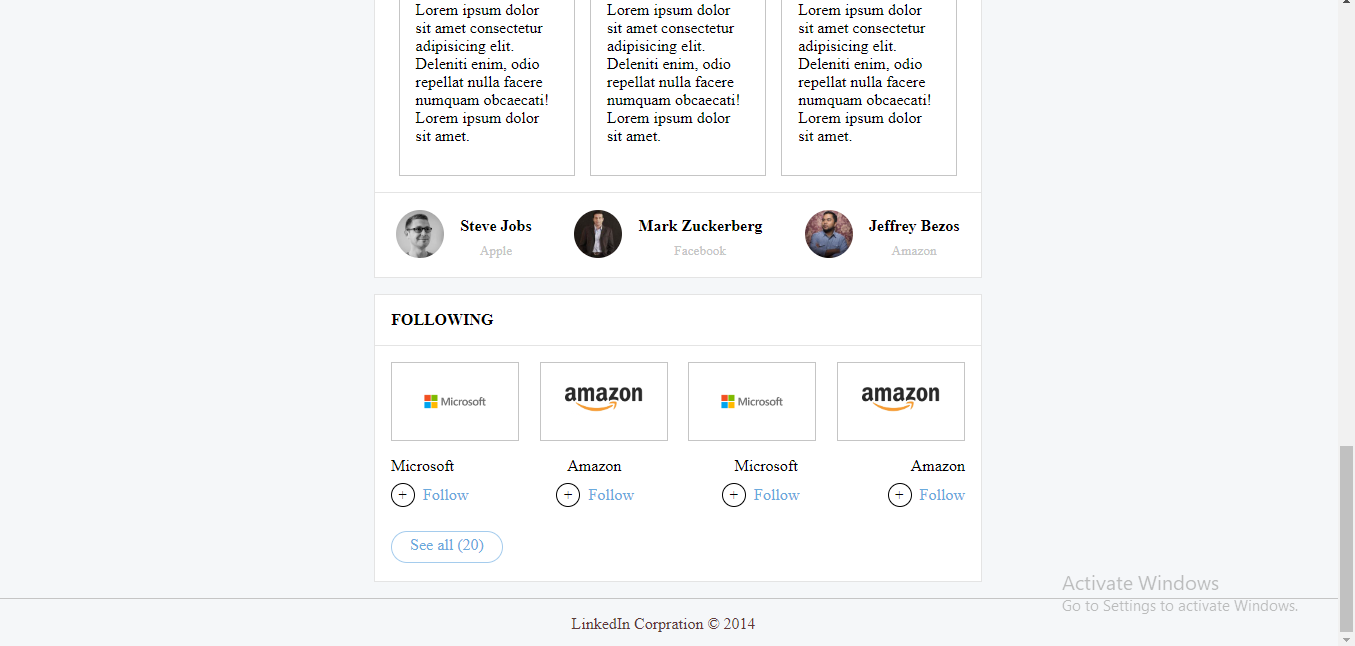 Lorem ipsum dolor
sit amet consectetur
adipisicing elit.
Deleniti enim, odio
repellat nulla facere
numquam obcaecati!
Lorem ipsum dolor
sit amet.
Lorem ipsum dolor
sit amet consectetur
adipisicing elit.
Deleniti enim, odio
repellat nulla facere
numquam obcaecati!
Lorem ipsum dolor
sit amet.
Lorem ipsum dolor
sit amet consectetur
adipisicing elit.
Deleniti enim, odio
repellat nulla facere
numquam obcaecati!
Lorem ipsum dolor
sit amet.
Steve Jobs
Apple
Mark Zuckerberg
Facebook
Jeffrey Bezos
Amazon
FOLLOWING
Microsoft
amazon
Microsoft
amazon
Microsoft
Amazon
Microsoft
Amazon
+ Follow
+ Follow
+ Follow
+ Follow
See all (20)
Activate Windows
Go to Settings to activate Windows.
LinkedIn Corpration © 2014